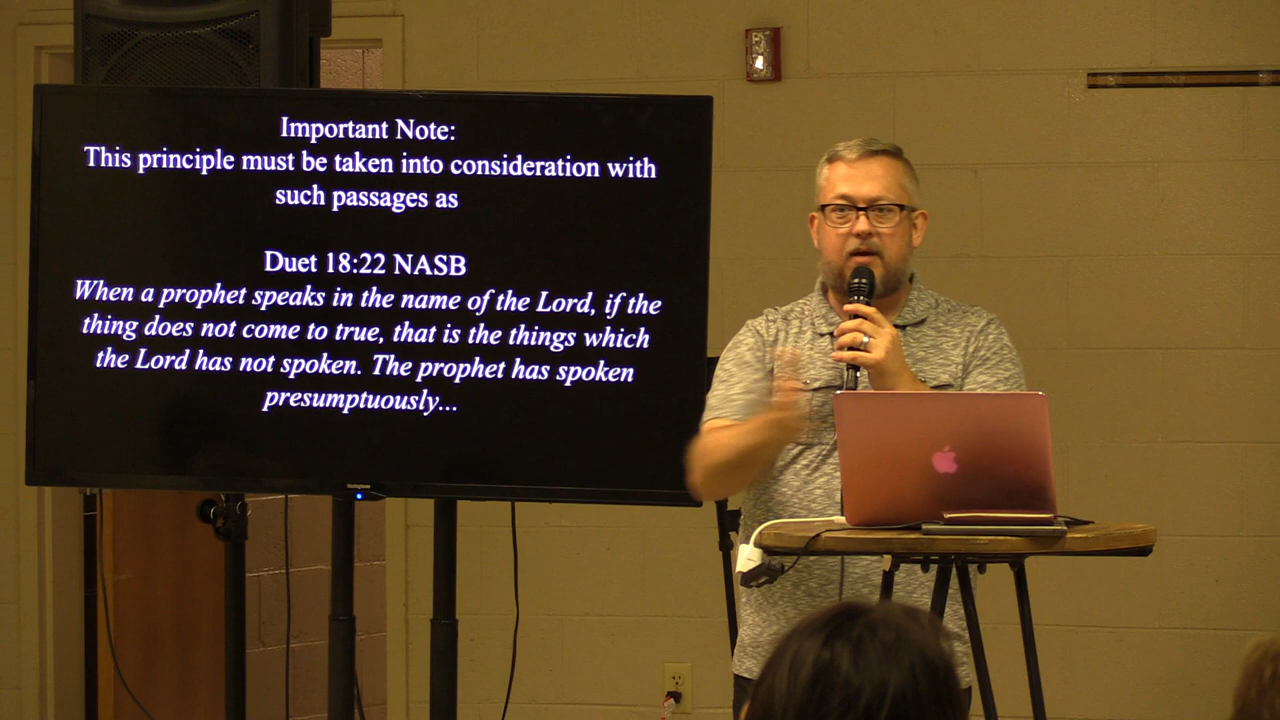 Important Note:
This principle must be taken into consideration with
such passages as
Duet 18:22 NASB
When a prophet speaks in the name of the Lord, if the
thing does not come to true, that is the things which
the Lord has not spoken. The prophet has spoken
presumptuously...